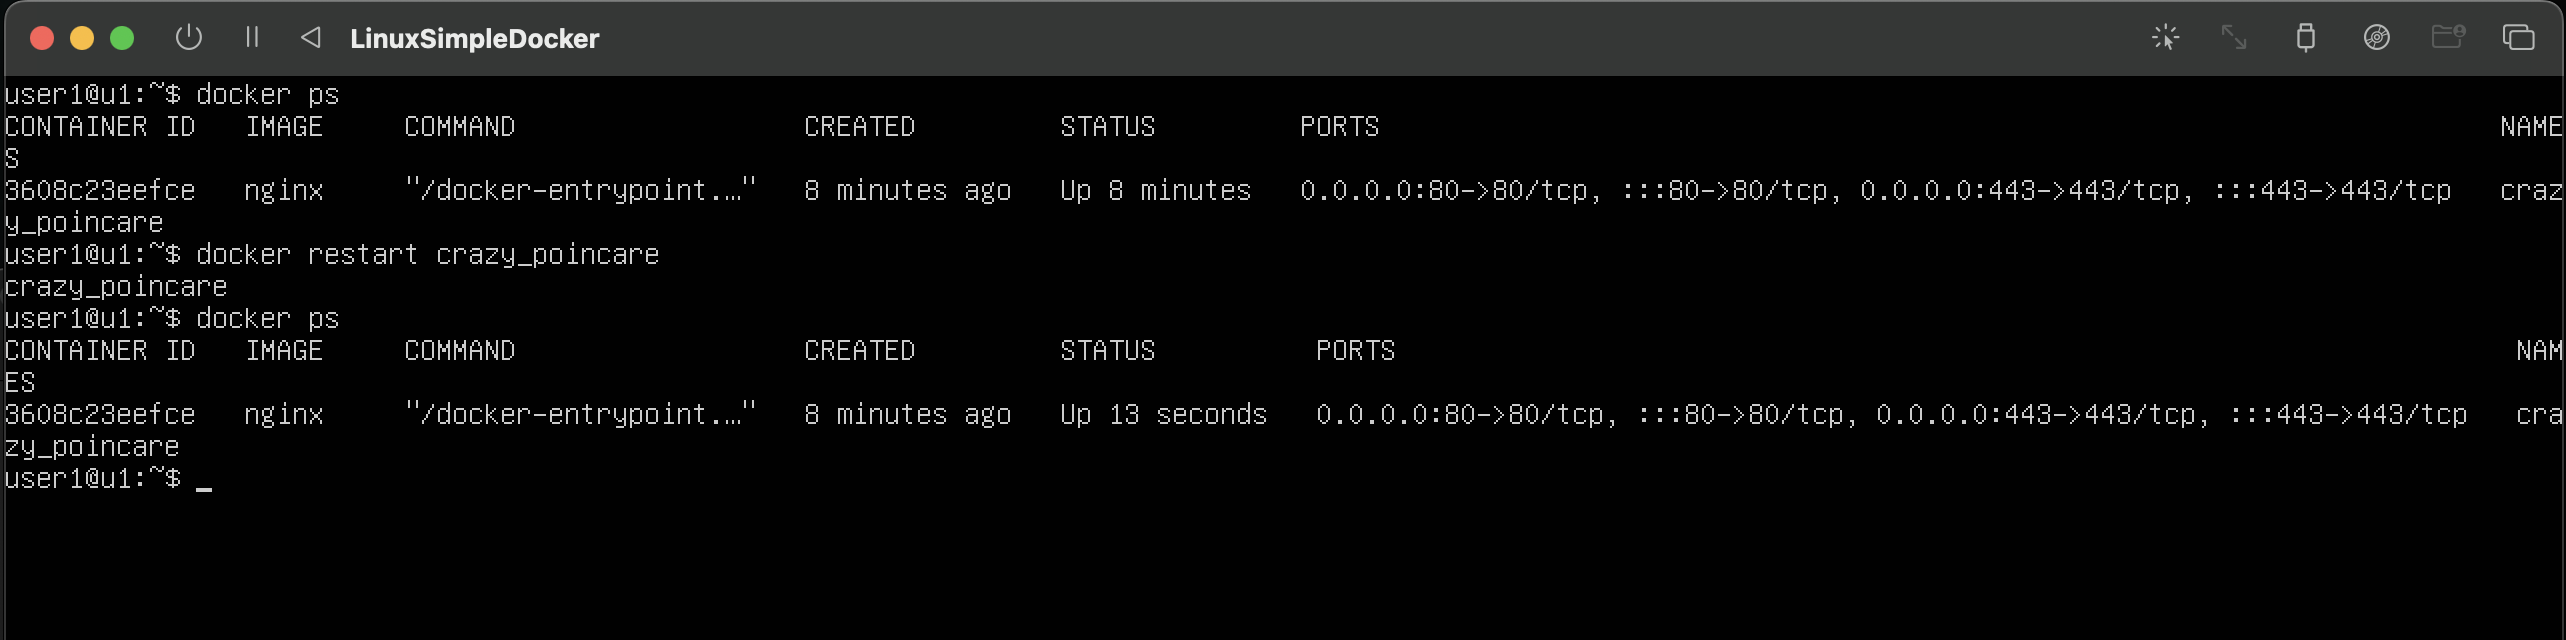 LinuxSimpleDocker
user1@u1:~$ docker ps
CONTAINER ID   IMAGE     COMMAND                  CREATED         STATUS         PORTS                                                                      NAME
S
3608c23eefce   nginx     "/docker-entrypoint.…"   8 minutes ago   Up 8 minutes   0.0.0.0:80->80/tcp, :::80->80/tcp, 0.0.0.0:443->443/tcp, :::443->443/tcp   craz
y_poincare
user1@u1:~$ docker restart crazy_poincare
crazy_poincare
user1@u1:~$ docker ps
CONTAINER ID   IMAGE     COMMAND                  CREATED         STATUS          PORTS                                                                      NAM
ES
3608c23eefce   nginx     "/docker-entrypoint.…"   8 minutes ago   Up 13 seconds   0.0.0.0:80->80/tcp, :::80->80/tcp, 0.0.0.0:443->443/tcp, :::443->443/tcp   cra
zy_poincare
user1@u1:~$ _